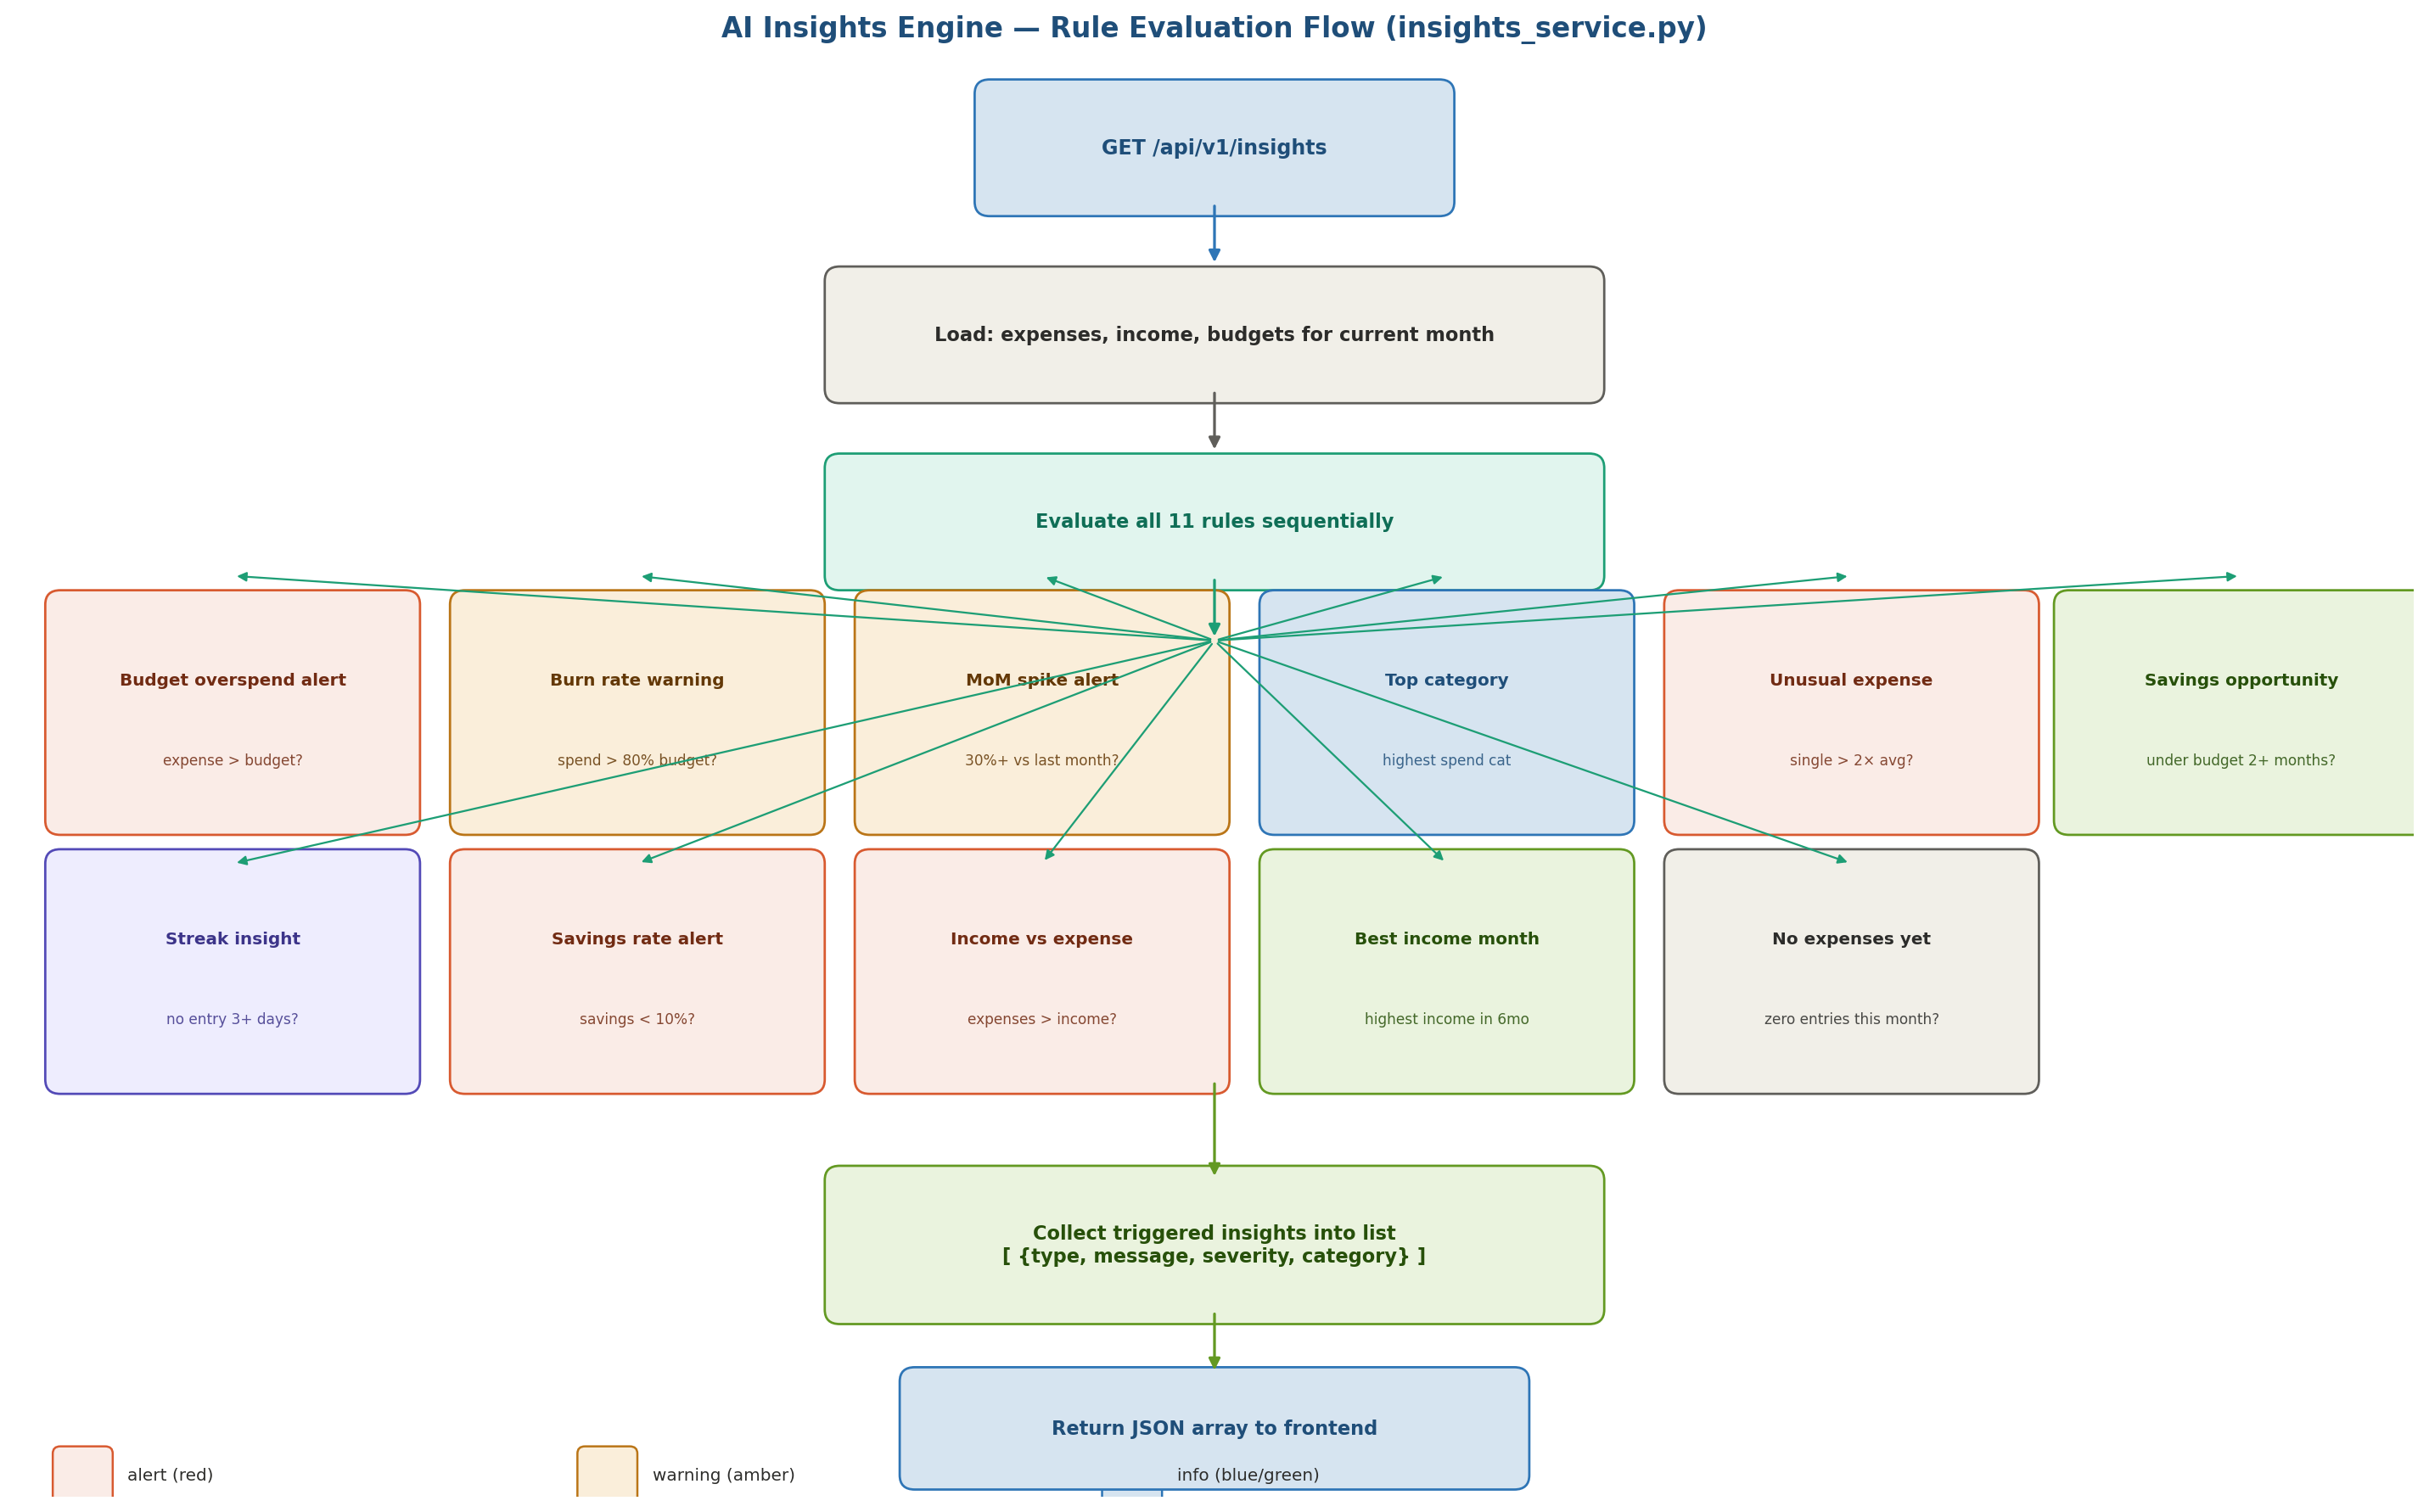 AI Insights Engine — Rule Evaluation Flow (insights_service.py)
GET /api/v1/insights
Load: expenses, income, budgets for current month
Evaluate all 11 rules sequentially
Budget overspend alert
expense > budget?
Burn rate warning
spend > 80% budget?
MoM spike alert
30%+ vs last month?
Top category
highest spend cat
Unusual expense
single > 2× avg?
Savings opportunity
under budget 2+ months?
Streak insight
no entry 3+ days?
Savings rate alert
savings < 10%?
Income vs expense
expenses > income?
Best income month
highest income in 6mo
No expenses yet
zero entries this month?
Collect triggered insights into list
[ {type, message, severity, category} ]
Return JSON array to frontend
alert (red)
warning (amber)
info (blue/green)